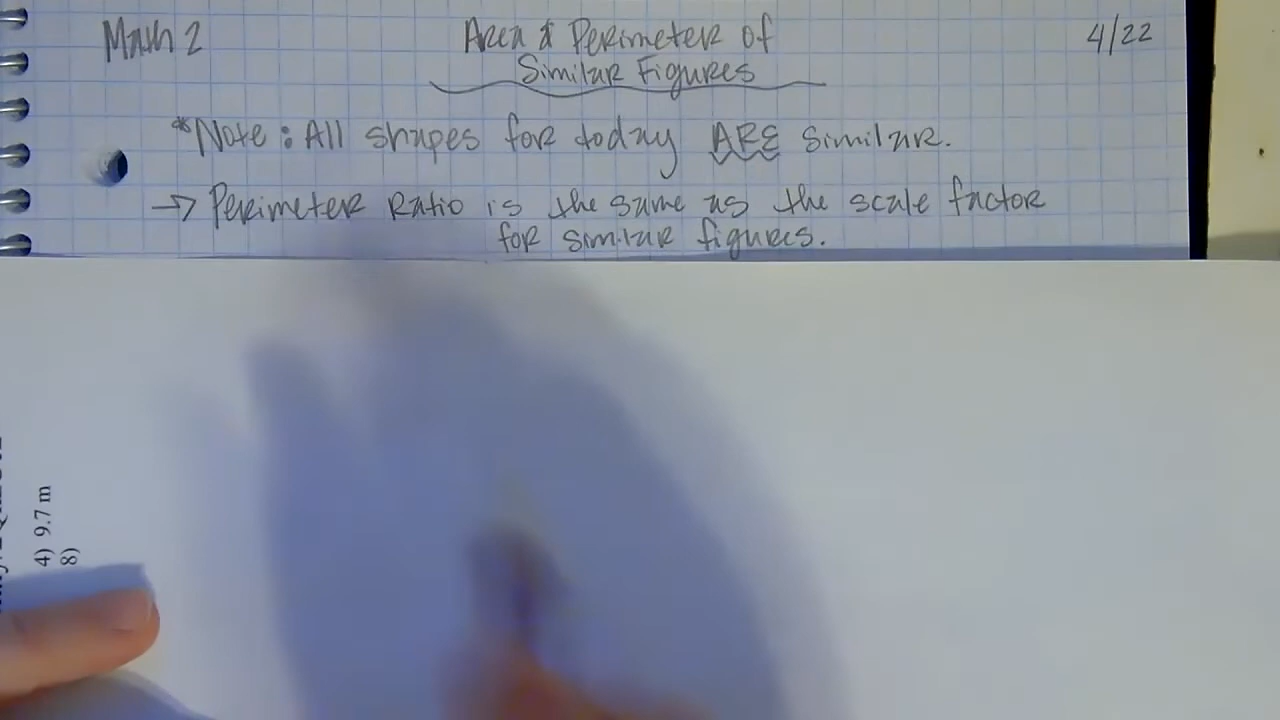 Math 2
Area & Perimeter of
Similar Figures
4/22
*Note: All shapes for today ARE similar.
→ Perimeter Ratio is the same as the scale factor
for similar figures.
4) 9.7 m
8)